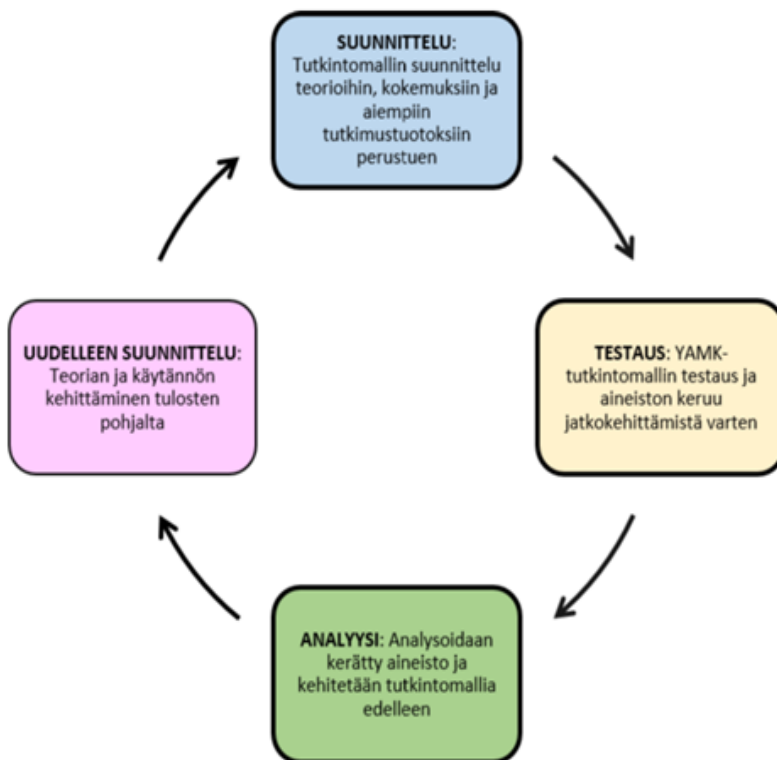 SUUNNITTELU:
Tutkintomallin suunnittelu
teorioihin, kokemuksiin ja
aiempiin
tutkimustuotoksiin
perustuen
TESTAUS: YAMK-
tutkintomallin testaus ja
aineiston keruu
jatkokehittämistä varten
ANALYYSI: Analysoidaan
kerätty aineisto ja
kehitetään tutkintomallia
edelleen
UUDELLEEN SUUNNITTELU:
Teorian ja käytännön
kehittäminen tulosten
pohjalta